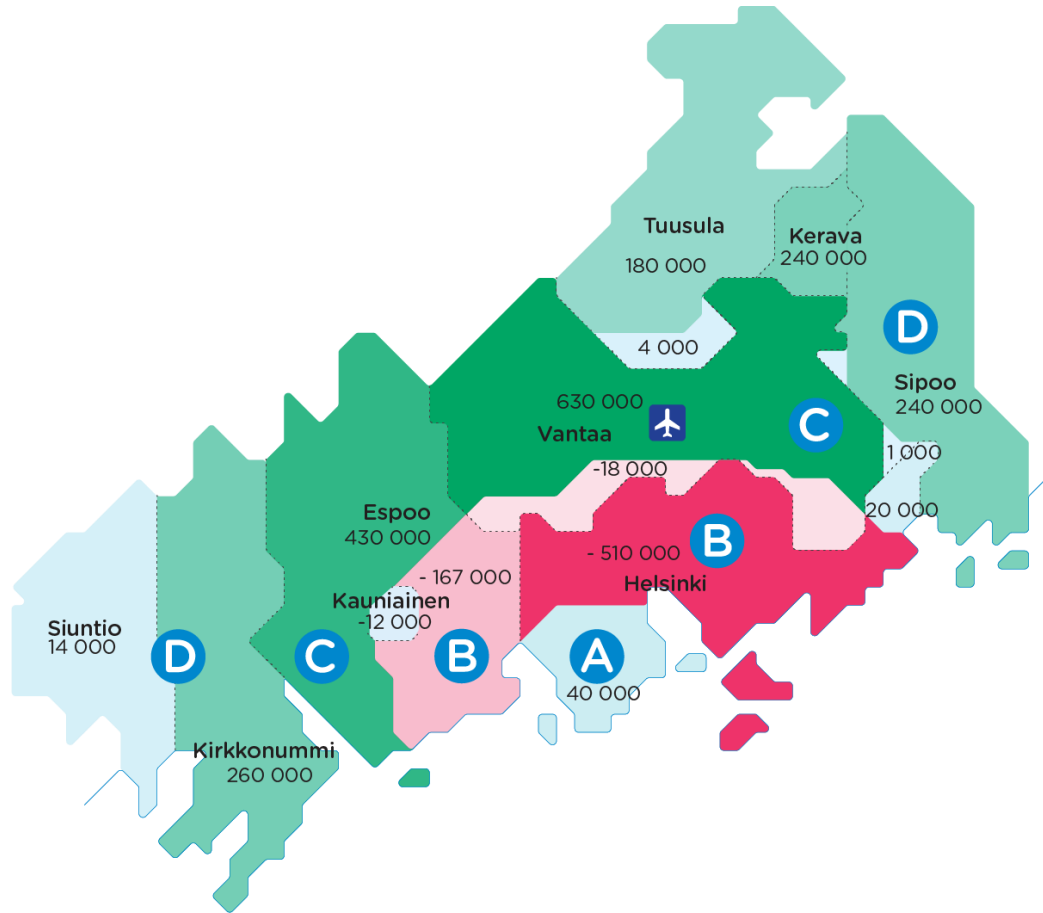 Tuusula
180 000
Kerava
240 000
D
4 000
Sipoo
240 000
630 000
Vantaa
C
1 000
-18 000
20 000
Espoo
430 000
- 510 000
B
Helsinki
- 167 000
Kauniainen
-12 000
Siuntio
14 000
D
C
B
A
40 000
Kirkkonummi
260 000